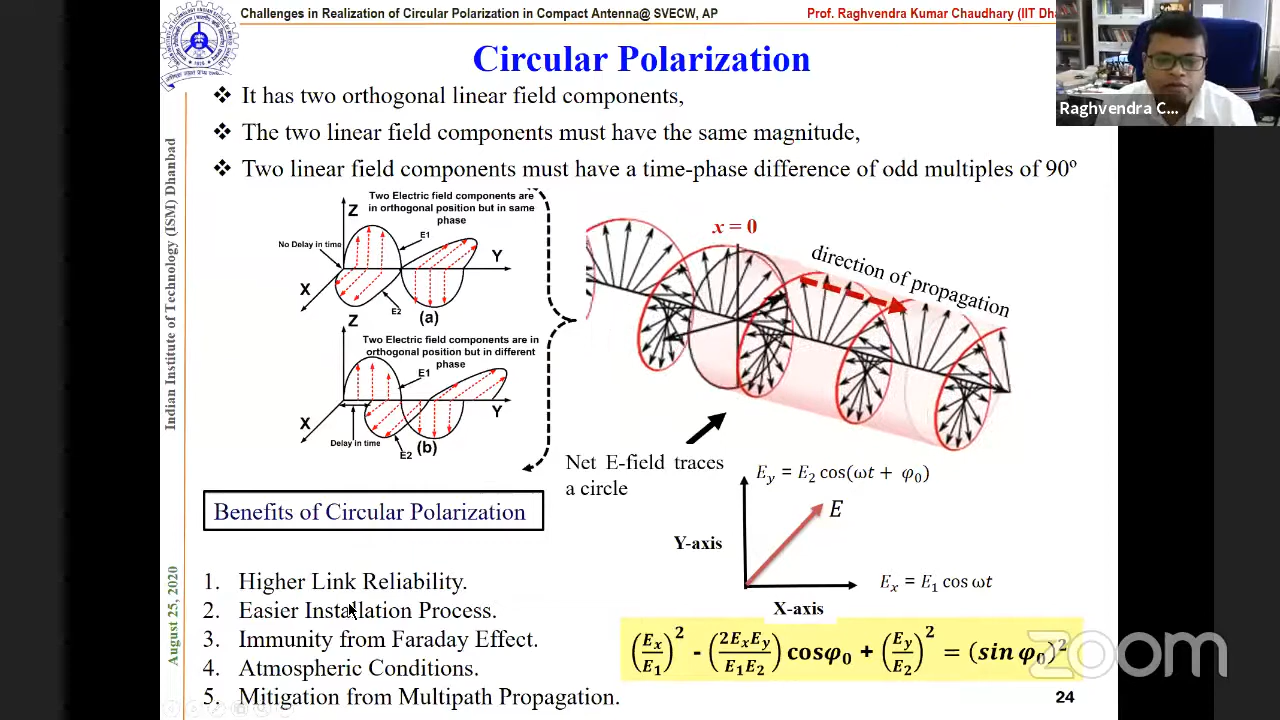 Challenges in Realization of Circular Polarization in Compact Antenna@ SVECW, AP
Prof. Raghvendra Kumar Chaudhary (IIT
Raghvendra C...
Circular Polarization
❖ It has two orthogonal linear field components,
❖ The two linear field components must have the same magnitude,
❖ Two linear field components must have a time-phase difference of odd multiples of 90º
Indian Institute of Technology (ISM) Dhanbad
August 25, 2020
Two Electric field components are
in orthogonal position but in same
phase
Z
E1
No Delay in time
Y
X
E2
(a)
Z
Two Electric field components are in
orthogonal position but in different
phase
E1
X
Y
Delay in time
E2
(b)
x = 0
direction of propagation
Net E-field traces
a circle
E_y = E_2 cos(ωt + φ_0)
E
Y-axis
E_x = E_1 cos ωt
X-axis
Benefits of Circular Polarization
1. Higher Link Reliability.
2. Easier Installation Process.
3. Immunity from Faraday Effect.
4. Atmospheric Conditions.
5. Mitigation from Multipath Propagation.
(E_x/E_1)^2 - (2E_xE_y/E_1E_2) cosφ_0 + (E_y/E_2)^2 = (sin φ_0)^2
zoom
24